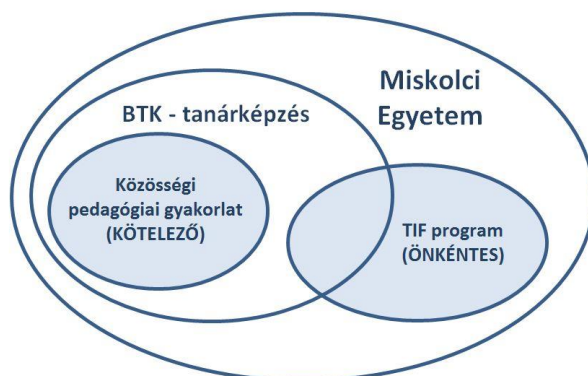 Miskolci
Egyetem
BTK - tanárképzés
Közösségi
pedagógiai gyakorlat
(KÖTELEZŐ)
TIF program
(ÖNKÉNTES)